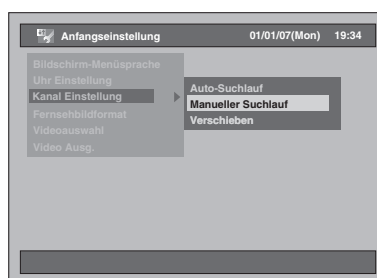 Anfangseinstellung 01/01/07(Mon) 19:34
Bildschirm-Menüsprache
Uhr Einstellung
Kanal Einstellung
Fernsehbildformat
Videoauswahl
Video Ausg.
Auto-Suchlauf
Manueller Suchlauf
Verschieben